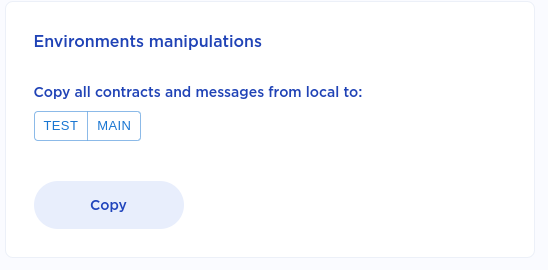 Environments manipulations
Copy all contracts and messages from local to:
TEST MAIN
Copy